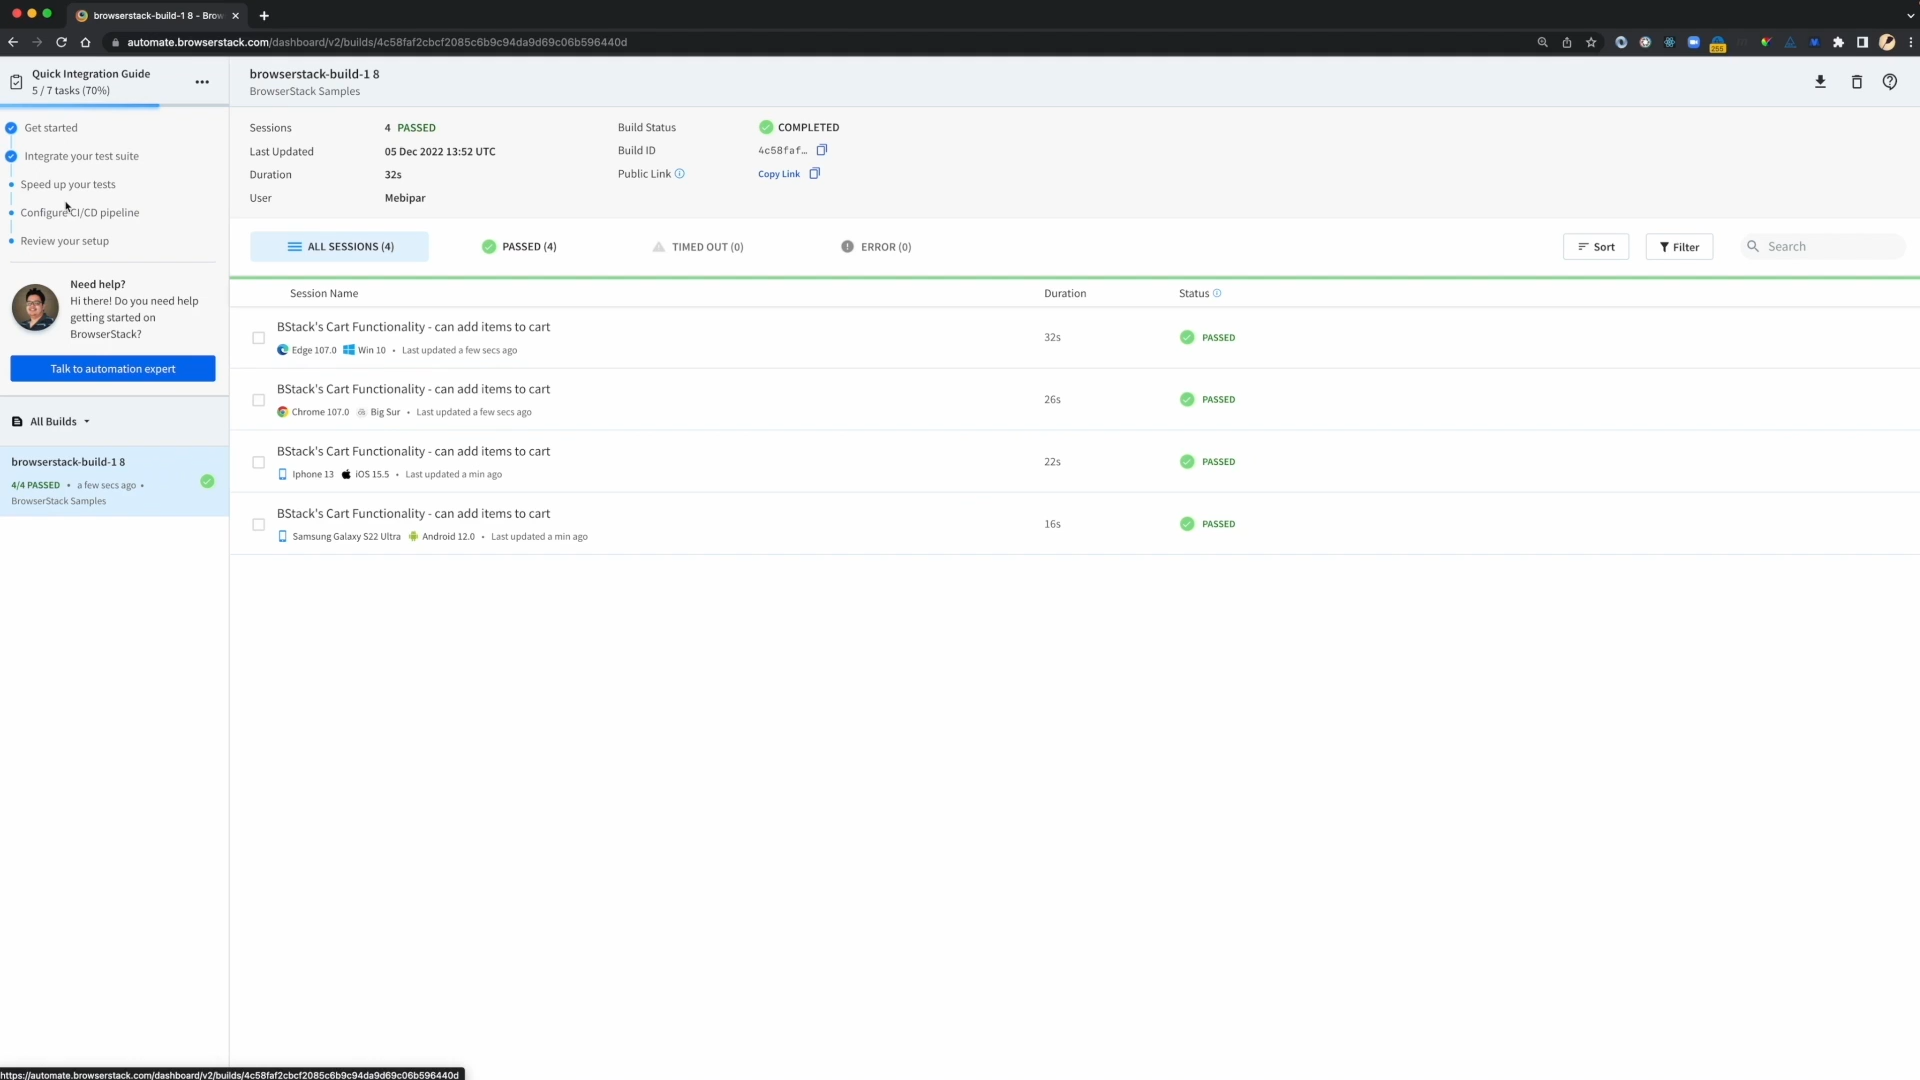 browserstack-build-1 8 - Brow
automate.browserstack.com/dashboard/v2/builds/4c58faf2cbcf2085c6b9c94da9d69c06b596440d
255
Quick Integration Guide
5 / 7 tasks (70%)
Get started
Integrate your test suite
Speed up your tests
Configure CI/CD pipeline
Review your setup
Need help?
Hi there! Do you need help
getting started on
BrowserStack?
Talk to automation expert
All Builds
browserstack-build-1 8
4/4 PASSED • a few secs ago •
BrowserStack Samples
browserstack-build-1 8
BrowserStack Samples
Sessions 4 PASSED
Last Updated 05 Dec 2022 13:52 UTC
Duration 32s
User Mebipar
Build Status COMPLETED
Build ID 4c58faf…
Public Link Copy Link
ALL SESSIONS (4) PASSED (4) TIMED OUT (0) ERROR (0) Sort Filter Search
Session Name Duration Status
BStack's Cart Functionality - can add items to cart 32s PASSED
Edge 107.0 Win 10 • Last updated a few secs ago
BStack's Cart Functionality - can add items to cart 26s PASSED
Chrome 107.0 Big Sur • Last updated a few secs ago
BStack's Cart Functionality - can add items to cart 22s PASSED
Iphone 13 iOS 15.5 • Last updated a min ago
BStack's Cart Functionality - can add items to cart 16s PASSED
Samsung Galaxy S22 Ultra Android 12.0 • Last updated a min ago
https://automate.browserstack.com/dashboard/v2/builds/4c58faf2cbcf2085c6b9c94da9d69c06b596440d